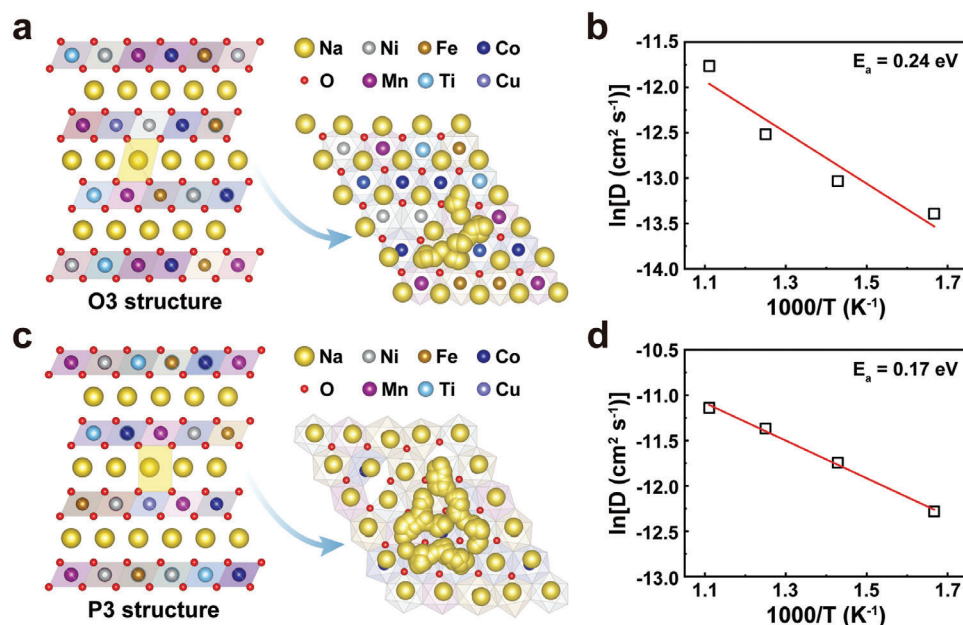 a
Na Ni Fe Co
O Mn Ti Cu
O3 structure
b
ln[D (cm² s⁻¹)]
-11.5
-12.0
-12.5
-13.0
-13.5
-14.0
Eₐ = 0.24 eV
1.1 1.3 1.5 1.7
1000/T (K⁻¹)
c
Na Ni Fe Co
O Mn Ti Cu
P3 structure
d
ln[D (cm² s⁻¹)]
-10.5
-11.0
-11.5
-12.0
-12.5
-13.0
Eₐ = 0.17 eV
1.1 1.3 1.5 1.7
1000/T (K⁻¹)